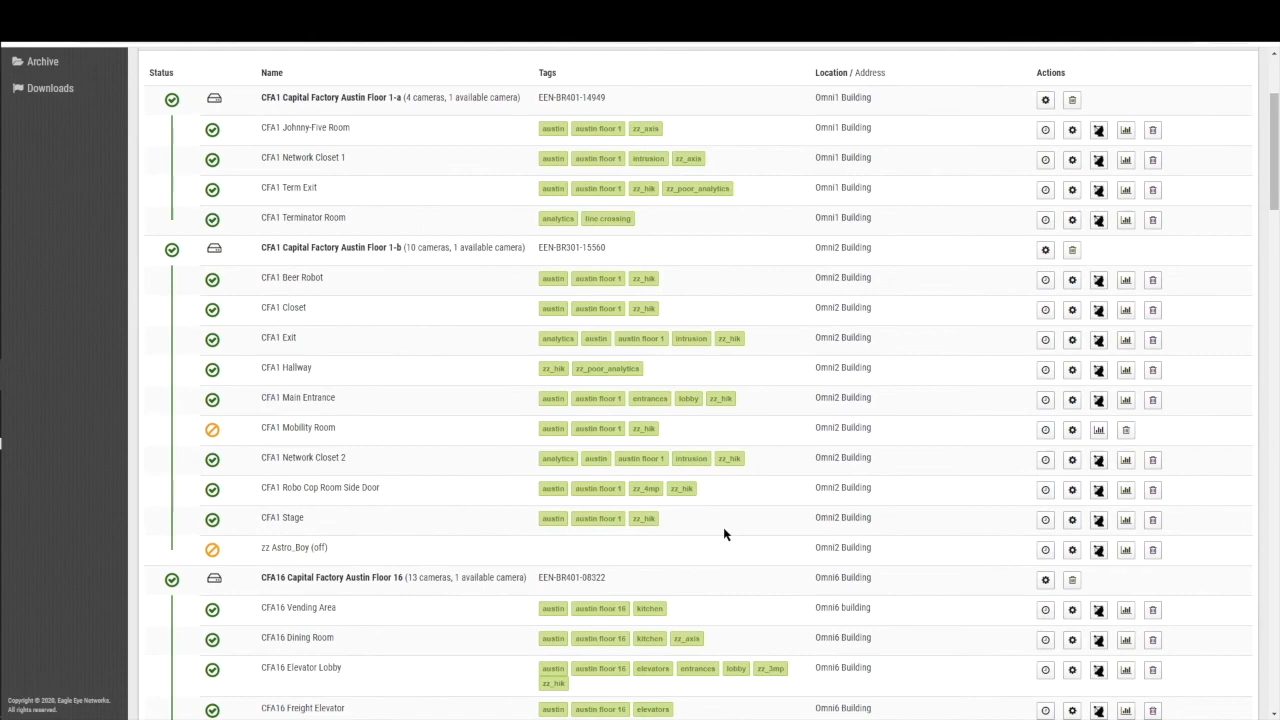 Archive
Downloads
Status Name Tags Location / Address Actions
CFA1 Capital Factory Austin Floor 1-a (4 cameras, 1 available camera) EEN-BR401-14949 Omni1 Building
CFA1 Johnny-Five Room austin austin floor 1 zz_axis Omni1 Building
CFA1 Network Closet 1 austin austin floor 1 intrusion zz_axis Omni1 Building
CFA1 Term Exit austin austin floor 1 zz_hik zz_poor_analytics Omni1 Building
CFA1 Terminator Room analytics line crossing Omni1 Building
CFA1 Capital Factory Austin Floor 1-b (10 cameras, 1 available camera) EEN-BR301-15560 Omni2 Building
CFA1 Beer Robot austin austin floor 1 zz_hik Omni2 Building
CFA1 Closet austin austin floor 1 zz_hik Omni2 Building
CFA1 Exit analytics austin austin floor 1 intrusion zz_hik Omni2 Building
CFA1 Hallway zz_hik zz_poor_analytics Omni2 Building
CFA1 Main Entrance austin austin floor 1 entrances lobby zz_hik Omni2 Building
CFA1 Mobility Room austin austin floor 1 zz_hik Omni2 Building
CFA1 Network Closet 2 analytics austin austin floor 1 intrusion zz_hik Omni2 Building
CFA1 Robo Cop Room Side Door austin austin floor 1 zz_4mp zz_hik Omni2 Building
CFA1 Stage austin austin floor 1 zz_hik Omni2 Building
zz Astro_Boy (off) Omni2 Building
CFA16 Capital Factory Austin Floor 16 (13 cameras, 1 available camera) EEN-BR401-08322 Omni6 Building
CFA16 Vending Area austin austin floor 16 kitchen Omni6 building
CFA16 Dining Room austin austin floor 16 kitchen zz_axis Omni6 Building
CFA16 Elevator Lobby austin austin floor 16 elevators entrances lobby zz_3mp Omni6 Building
zz_hik
CFA16 Freight Elevator austin austin floor 16 elevators Omni6 Building
Copyright © 2020, Eagle Eye Networks.
All rights reserved.